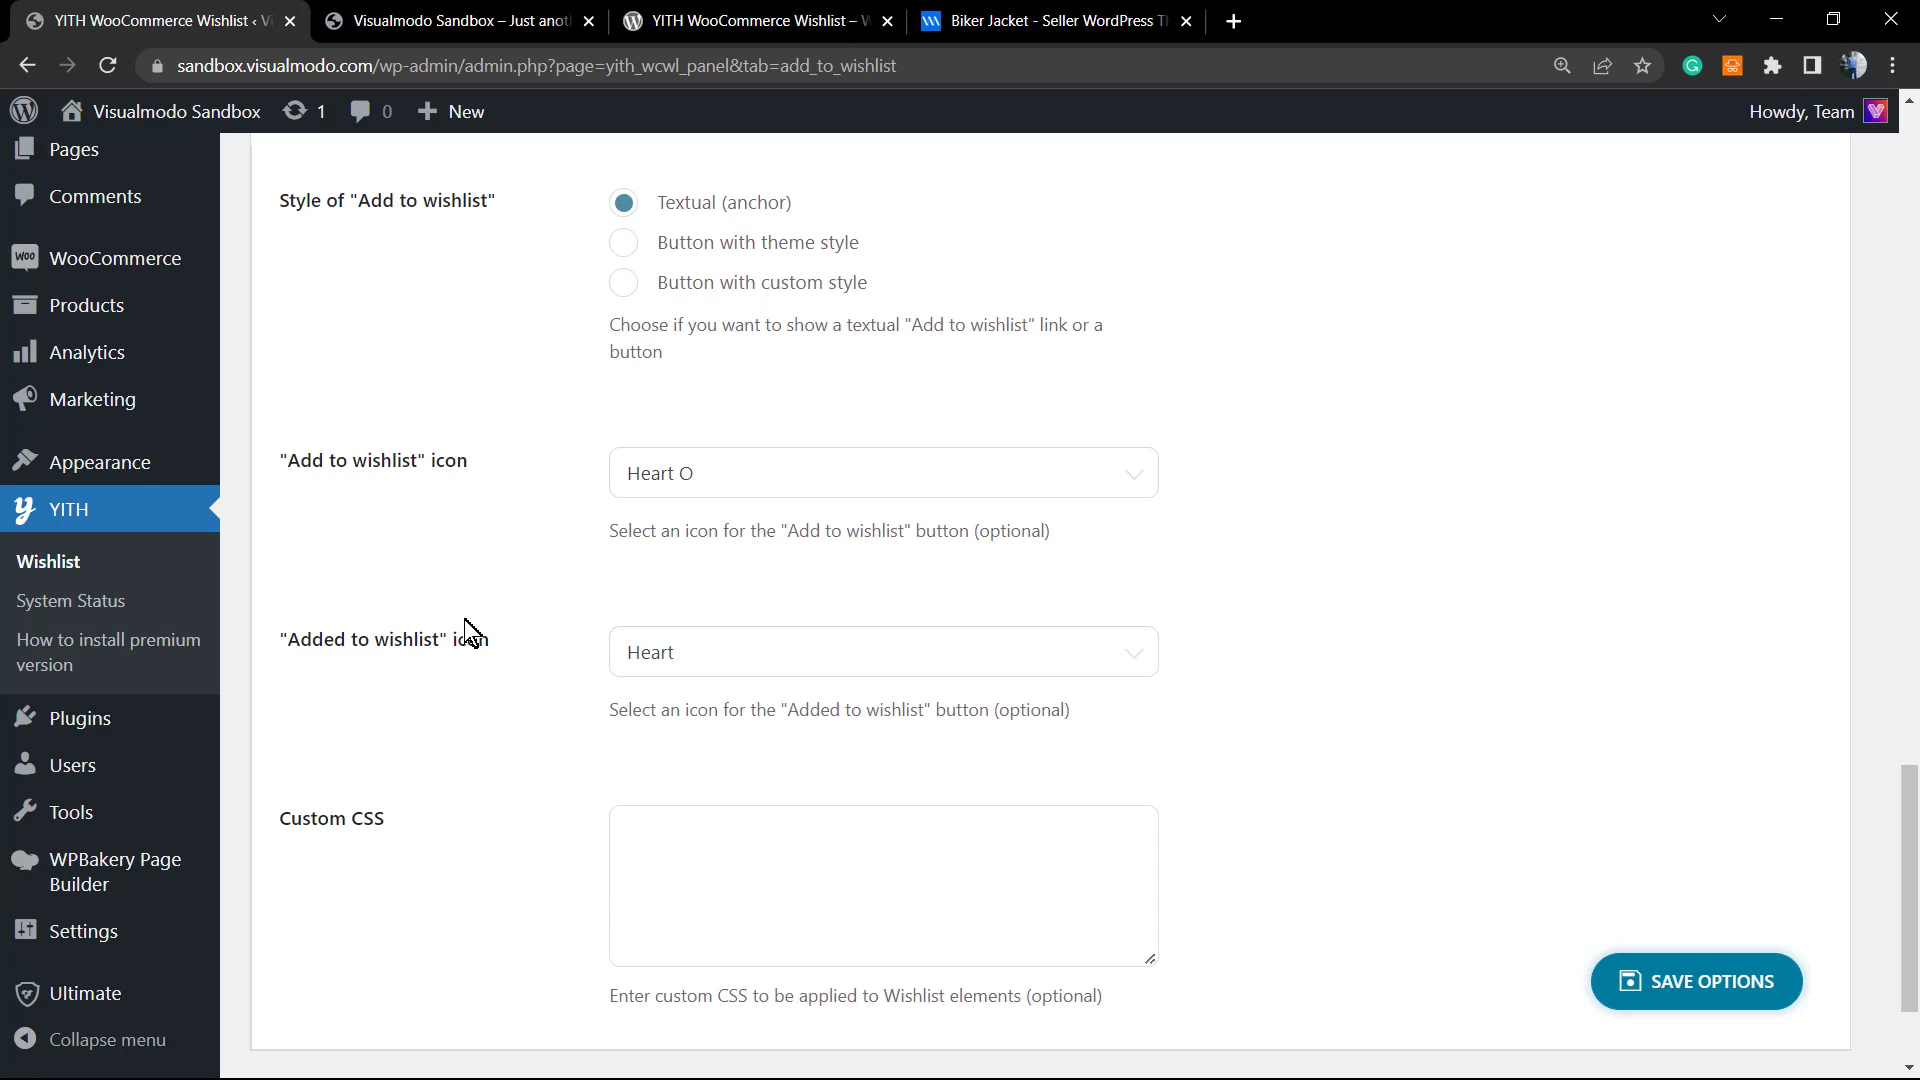 YITH WooCommerce Wishlist ‹ Vi
Visualmodo Sandbox – Just anot
YITH WooCommerce Wishlist – W
Biker Jacket - Seller WordPress Th
sandbox.visualmodo.com/wp-admin/admin.php?page=yith_wcwl_panel&tab=add_to_wishlist
Visualmodo Sandbox
1
0
New
Howdy, Team
Pages
Comments
WooCommerce
Products
Analytics
Marketing
Appearance
YITH
Wishlist
System Status
How to install premium
version
Plugins
Users
Tools
WPBakery Page
Builder
Settings
Ultimate
Collapse menu
Style of "Add to wishlist"
Textual (anchor)
Button with theme style
Button with custom style
Choose if you want to show a textual "Add to wishlist" link or a
button
"Add to wishlist" icon
Heart O
Select an icon for the "Add to wishlist" button (optional)
"Added to wishlist" icon
Heart
Select an icon for the "Added to wishlist" button (optional)
Custom CSS
Enter custom CSS to be applied to Wishlist elements (optional)
SAVE OPTIONS